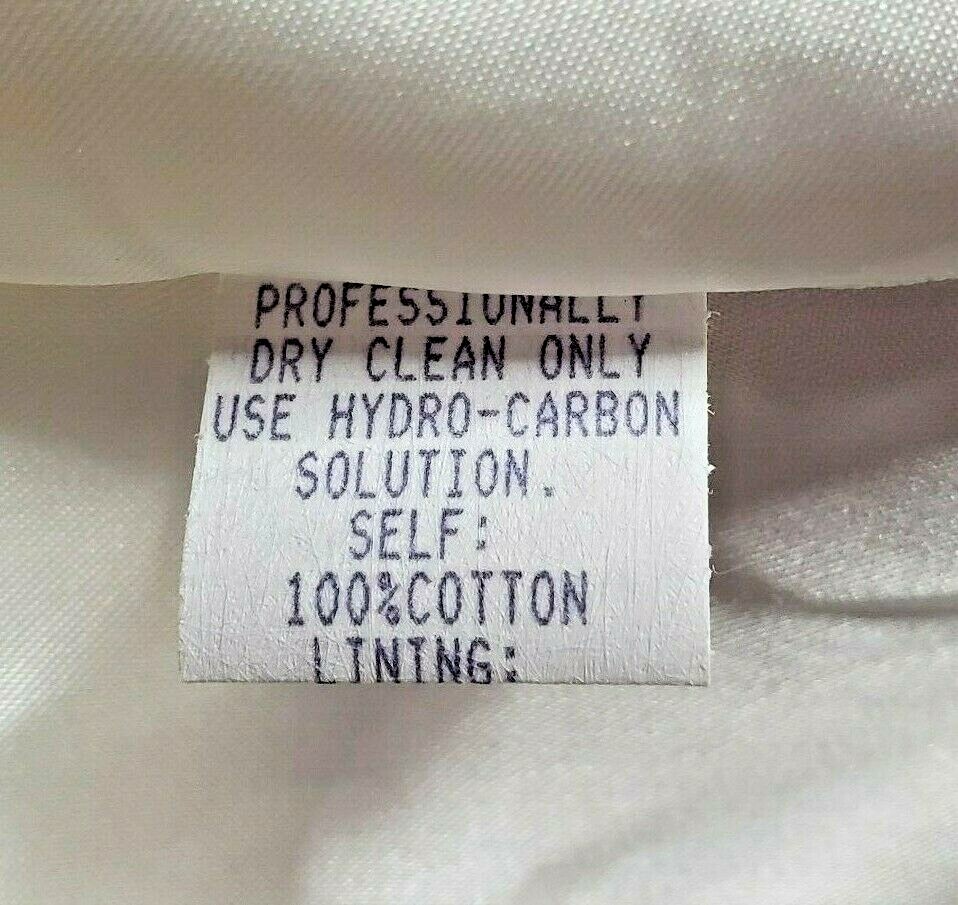 PROFESSIONALLY
DRY CLEAN ONLY
USE HYDRO-CARBON
SOLUTION.
SELF:
100%COTTON
LINING: